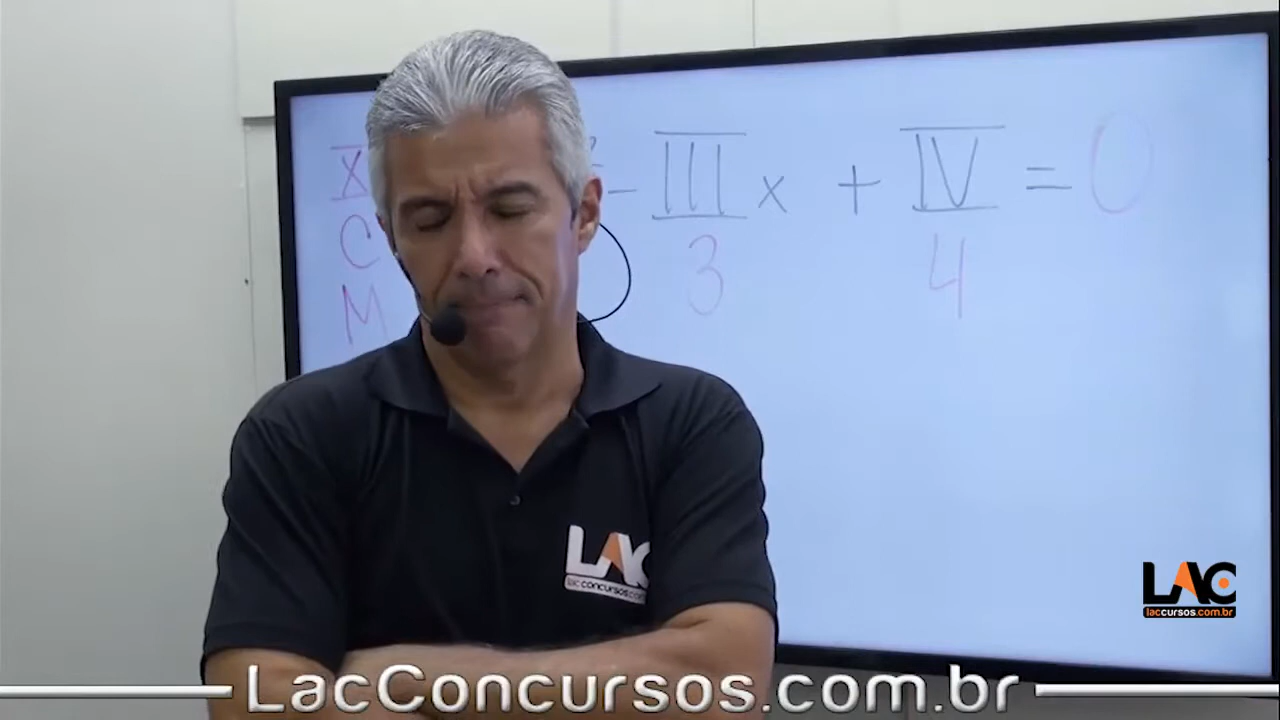 X - III x + IV = 0
C 3 4
M
LAC
lacconcursos.com
LAC
laccursos.com.br
LacConcursos.com.br